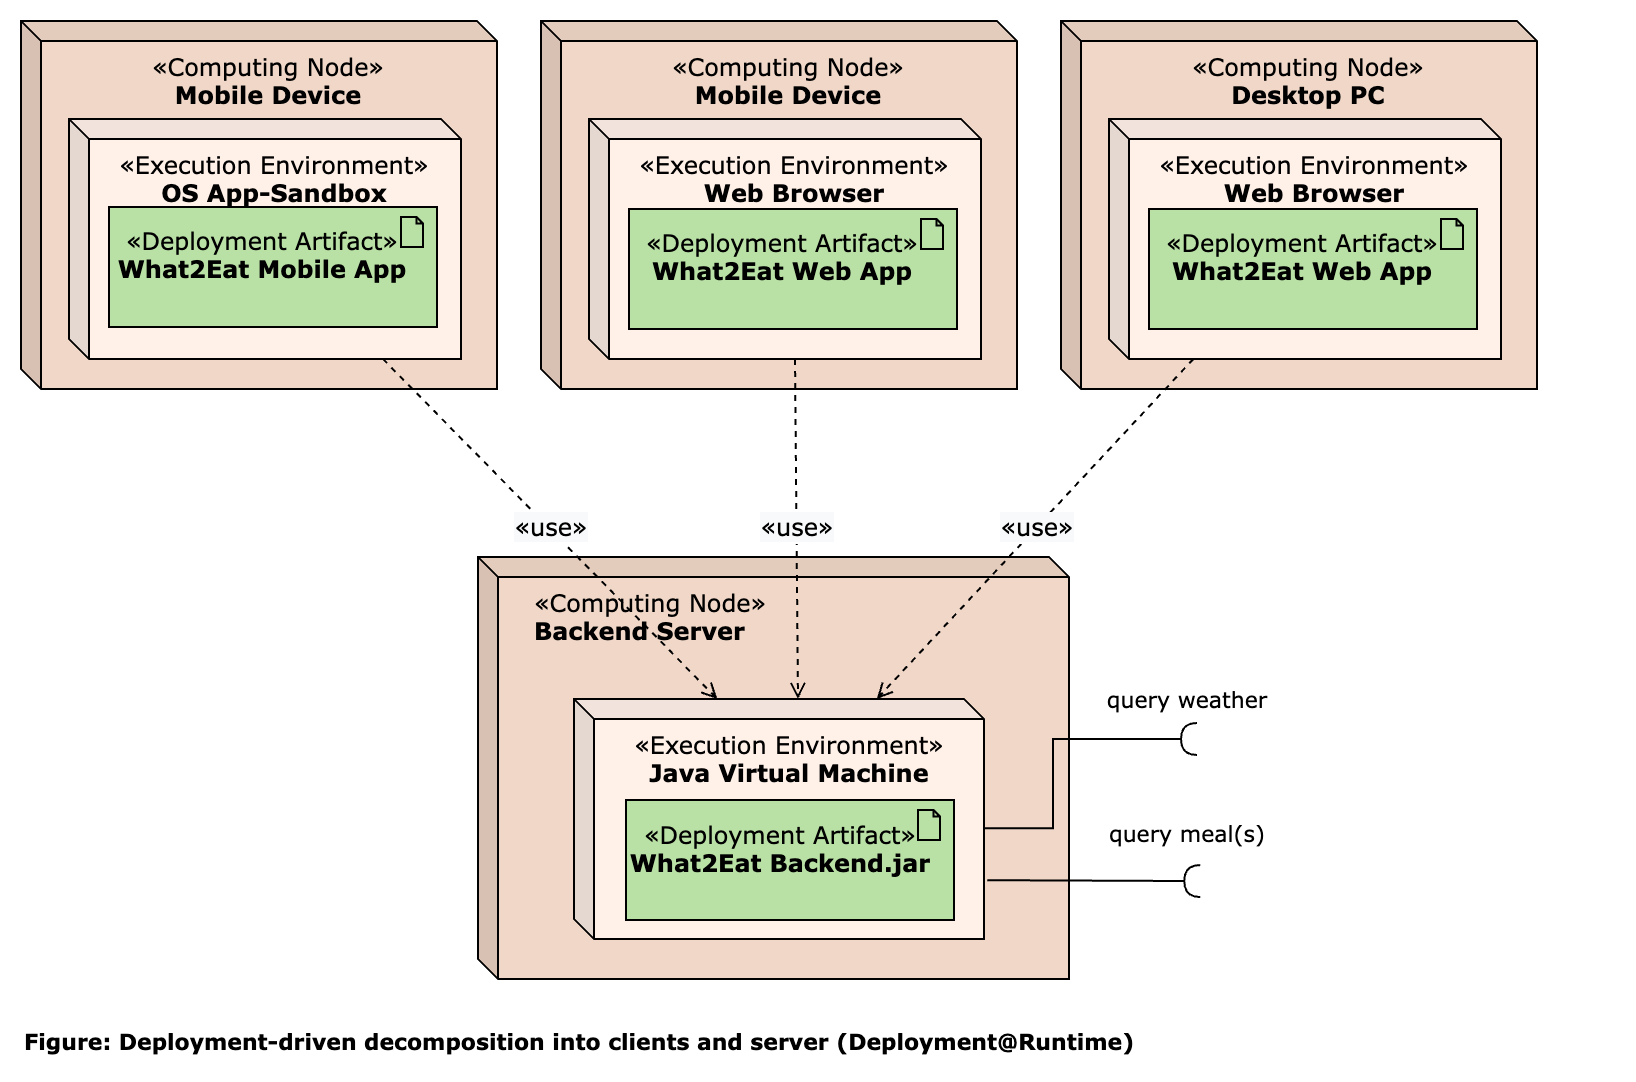 «Computing Node»
Mobile Device
«Execution Environment»
OS App-Sandbox
«Deployment Artifact»
What2Eat Mobile App
«Computing Node»
Mobile Device
«Execution Environment»
Web Browser
«Deployment Artifact»
What2Eat Web App
«Computing Node»
Desktop PC
«Execution Environment»
Web Browser
«Deployment Artifact»
What2Eat Web App
«use»
«use»
«use»
«Computing Node»
Backend Server
«Execution Environment»
Java Virtual Machine
«Deployment Artifact»
What2Eat Backend.jar
query weather
query meal(s)
Figure: Deployment-driven decomposition into clients and server (Deployment@Runtime)